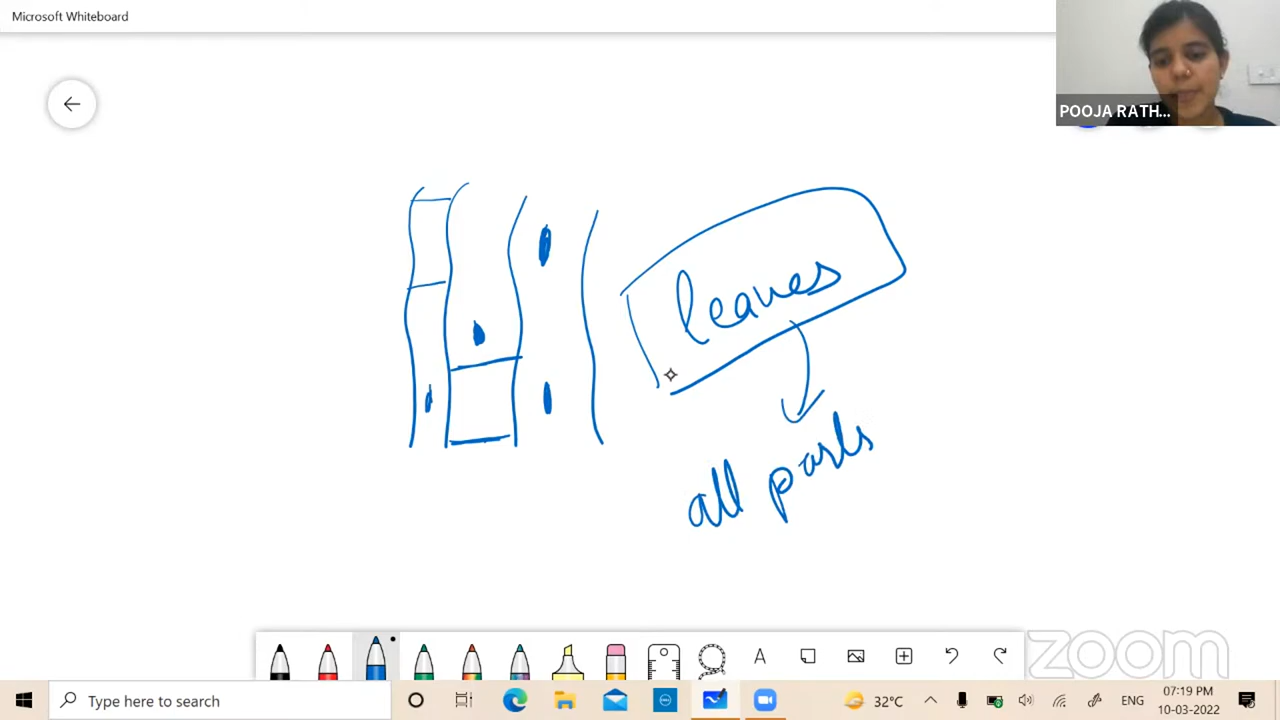 Microsoft Whiteboard
POOJA RATH...
leaves
all parts
A
zoom
Type here to search
32°C
ENG
07:19 PM
10-03-2022